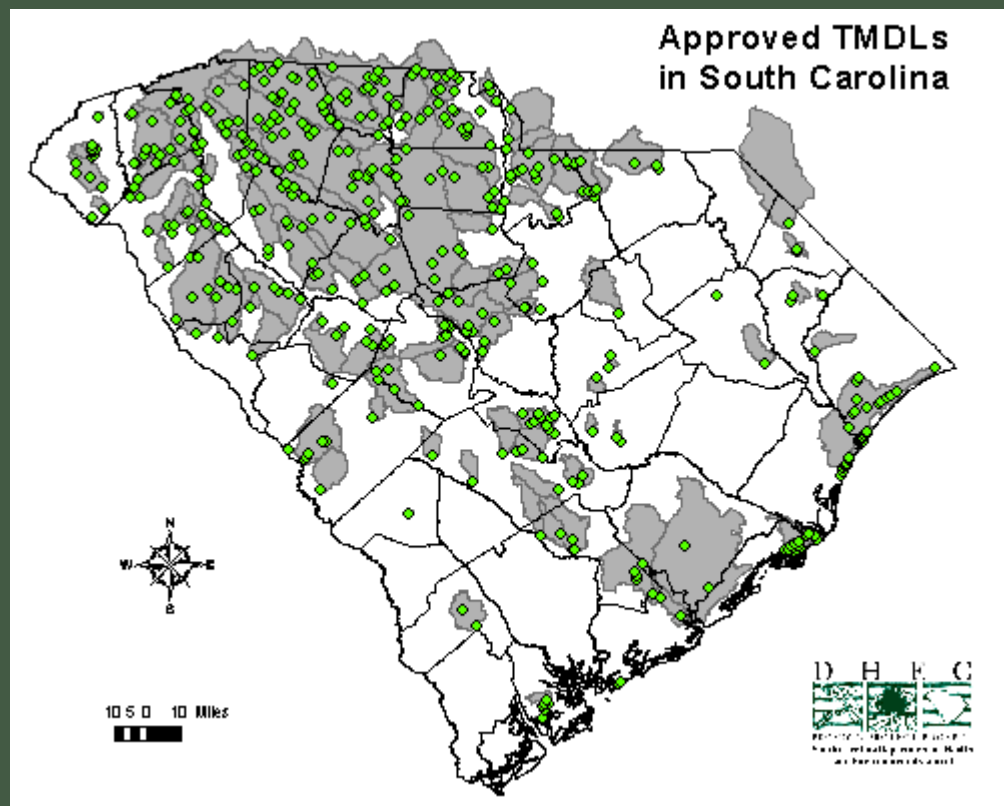 Approved TMDLs
in South Carolina
N
W E
S
10 5 0 10 Miles
D H E C